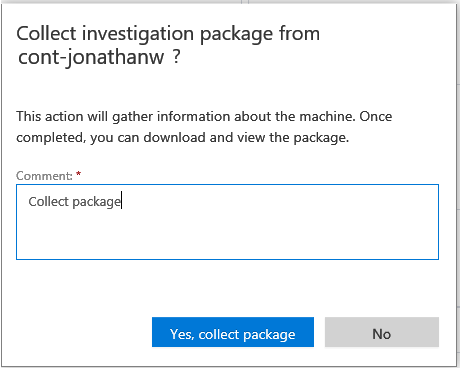 Collect investigation package from
cont-jonathanw ?
This action will gather information about the machine. Once
completed, you can download and view the package.
Comment: *
Collect package
Yes, collect package
No